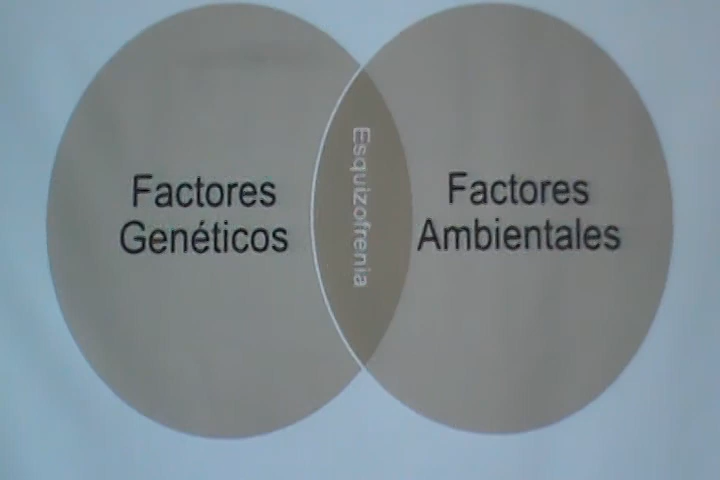 Factores
Genéticos
Esquizofrenia
Factores
Ambientales